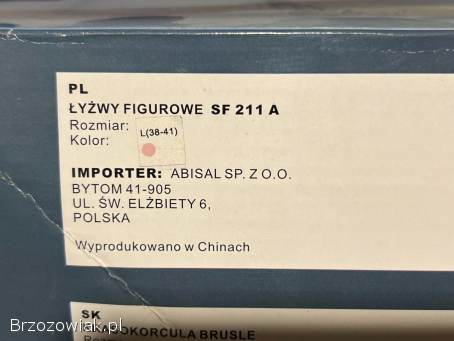 PL
ŁYŻWY FIGUROWE SF 211 A
Rozmiar: L(38-41)
Kolor:
IMPORTER: ABISAL SP. Z O.O.
BYTOM 41-905
UL. ŚW. ELŻBIETY 6,
POLSKA
Wyprodukowano w Chinach
SK
BRUSLE
Brzozowiak.pl